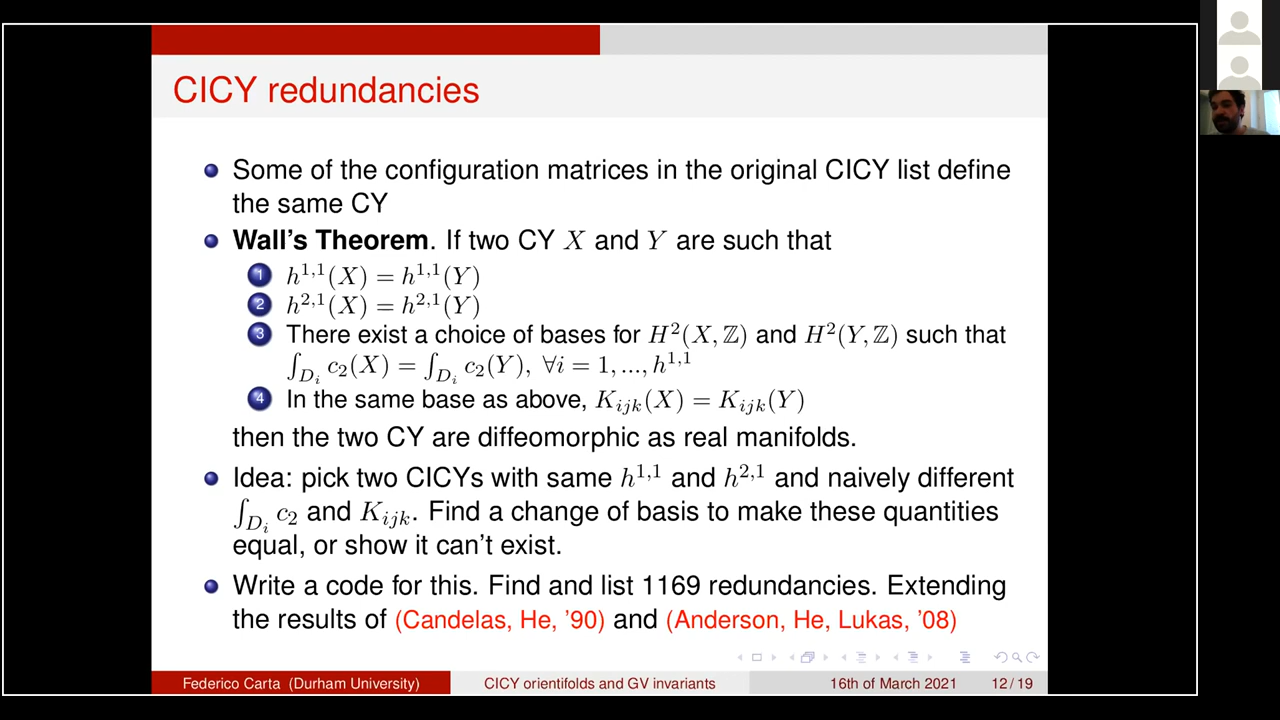 CICY redundancies
Some of the configuration matrices in the original CICY list define
the same CY
Wall's Theorem. If two CY X and Y are such that
1 h^{1,1}(X) = h^{1,1}(Y)
2 h^{2,1}(X) = h^{2,1}(Y)
3 There exist a choice of bases for H^2(X, ℤ) and H^2(Y, ℤ) such that
∫_{D_i} c_2(X) = ∫_{D_i} c_2(Y), ∀i = 1, ..., h^{1,1}
4 In the same base as above, K_{ijk}(X) = K_{ijk}(Y)
then the two CY are diffeomorphic as real manifolds.
Idea: pick two CICYs with same h^{1,1} and h^{2,1} and naively different
∫_{D_i} c_2 and K_{ijk}. Find a change of basis to make these quantities
equal, or show it can't exist.
Write a code for this. Find and list 1169 redundancies. Extending
the results of (Candelas, He, '90) and (Anderson, He, Lukas, '08)
Federico Carta (Durham University) CICY orientifolds and GV invariants 16th of March 2021 12/19